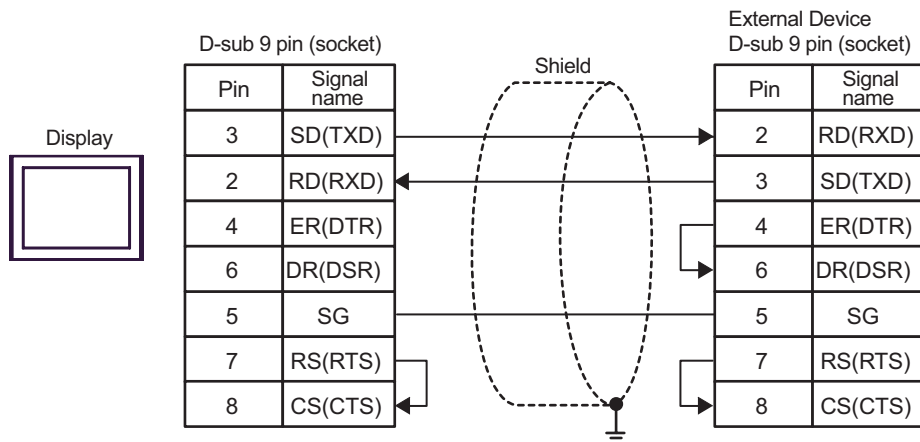 External Device
D-sub 9 pin (socket) D-sub 9 pin (socket)
Shield
Pin Signal name Pin Signal name
Display
3 SD(TXD) 2 RD(RXD)
2 RD(RXD) 3 SD(TXD)
4 ER(DTR) 4 ER(DTR)
6 DR(DSR) 6 DR(DSR)
5 SG 5 SG
7 RS(RTS) 7 RS(RTS)
8 CS(CTS) 8 CS(CTS)